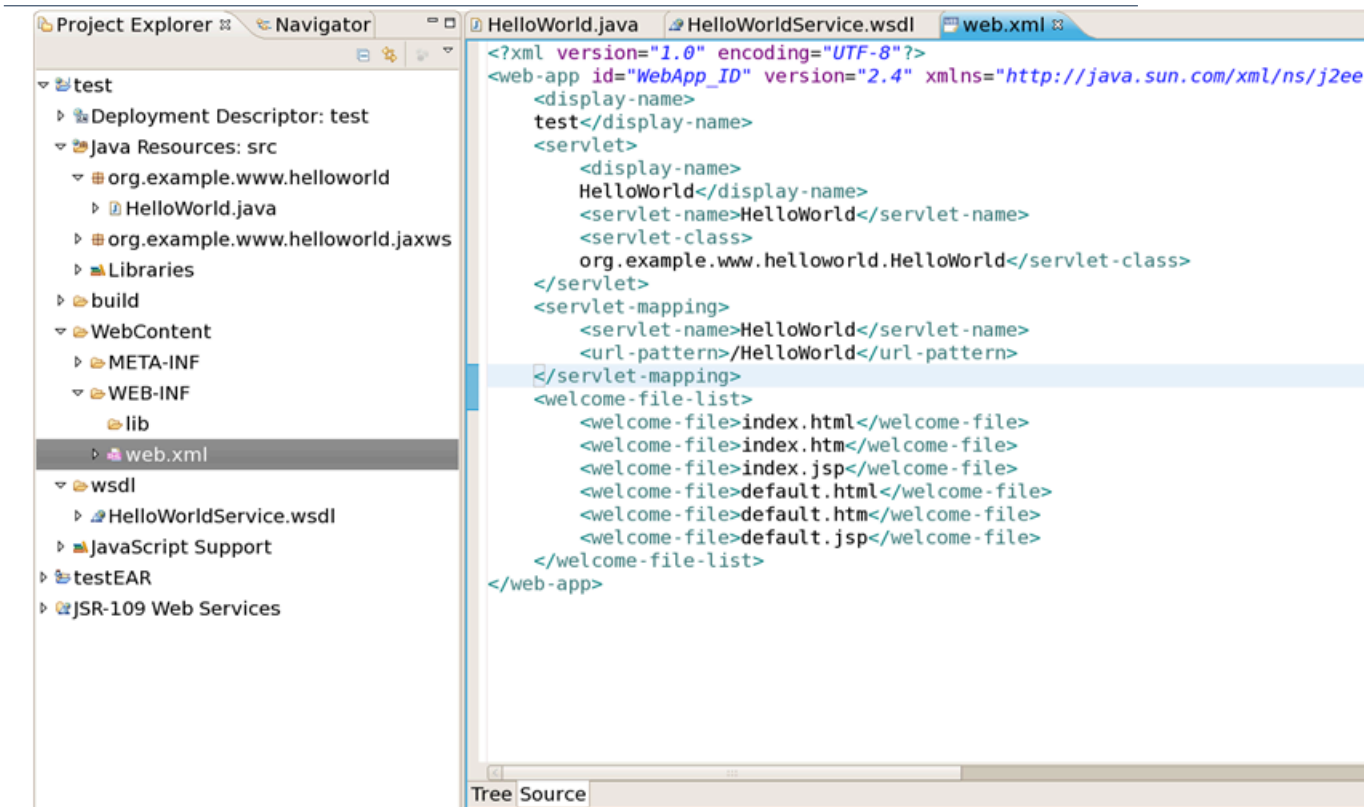 Project Explorer Navigator
test
Deployment Descriptor: test
Java Resources: src
org.example.www.helloworld
HelloWorld.java
org.example.www.helloworld.jaxws
Libraries
build
WebContent
META-INF
WEB-INF
lib
web.xml
wsdl
HelloWorldService.wsdl
JavaScript Support
testEAR
JSR-109 Web Services
HelloWorld.java HelloWorldService.wsdl web.xml
<?xml version="1.0" encoding="UTF-8"?>
<web-app id="WebApp_ID" version="2.4" xmlns="http://java.sun.com/xml/ns/j2ee
<display-name>
test</display-name>
<servlet>
<display-name>
HelloWorld</display-name>
<servlet-name>HelloWorld</servlet-name>
<servlet-class>
org.example.www.helloworld.HelloWorld</servlet-class>
</servlet>
<servlet-mapping>
<servlet-name>HelloWorld</servlet-name>
<url-pattern>/HelloWorld</url-pattern>
</servlet-mapping>
<welcome-file-list>
<welcome-file>index.html</welcome-file>
<welcome-file>index.htm</welcome-file>
<welcome-file>index.jsp</welcome-file>
<welcome-file>default.html</welcome-file>
<welcome-file>default.htm</welcome-file>
<welcome-file>default.jsp</welcome-file>
</welcome-file-list>
</web-app>
Tree Source